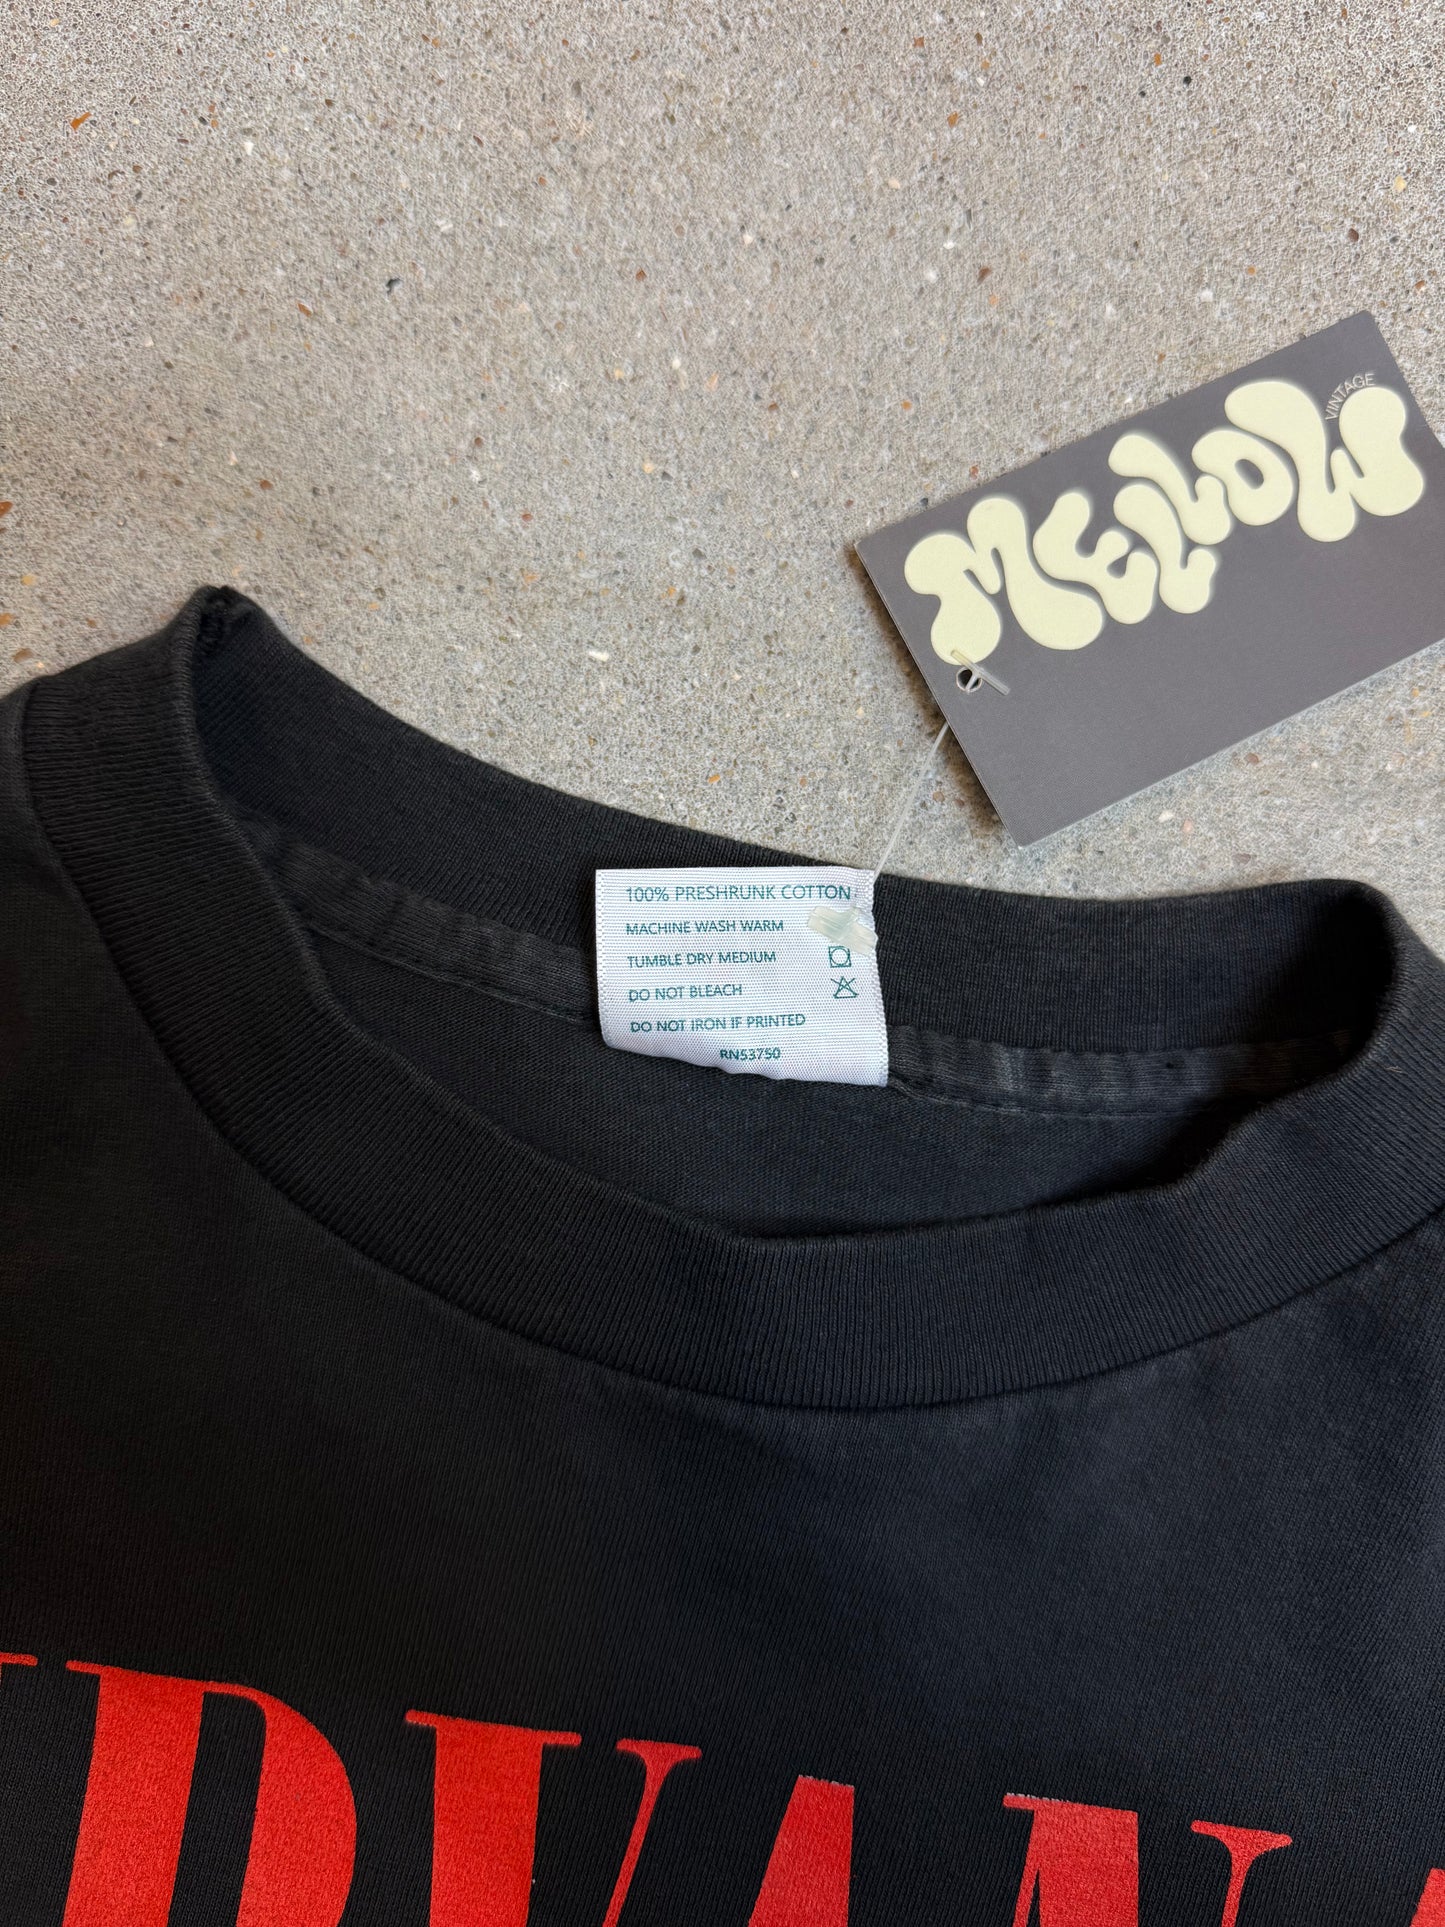 VINTAGE
MELLOW
100% PRESHRUNK COTTON
MACHINE WASH WARM
TUMBLE DRY MEDIUM
DO NOT BLEACH
DO NOT IRON IF PRINTED
RN53750
IRVANA